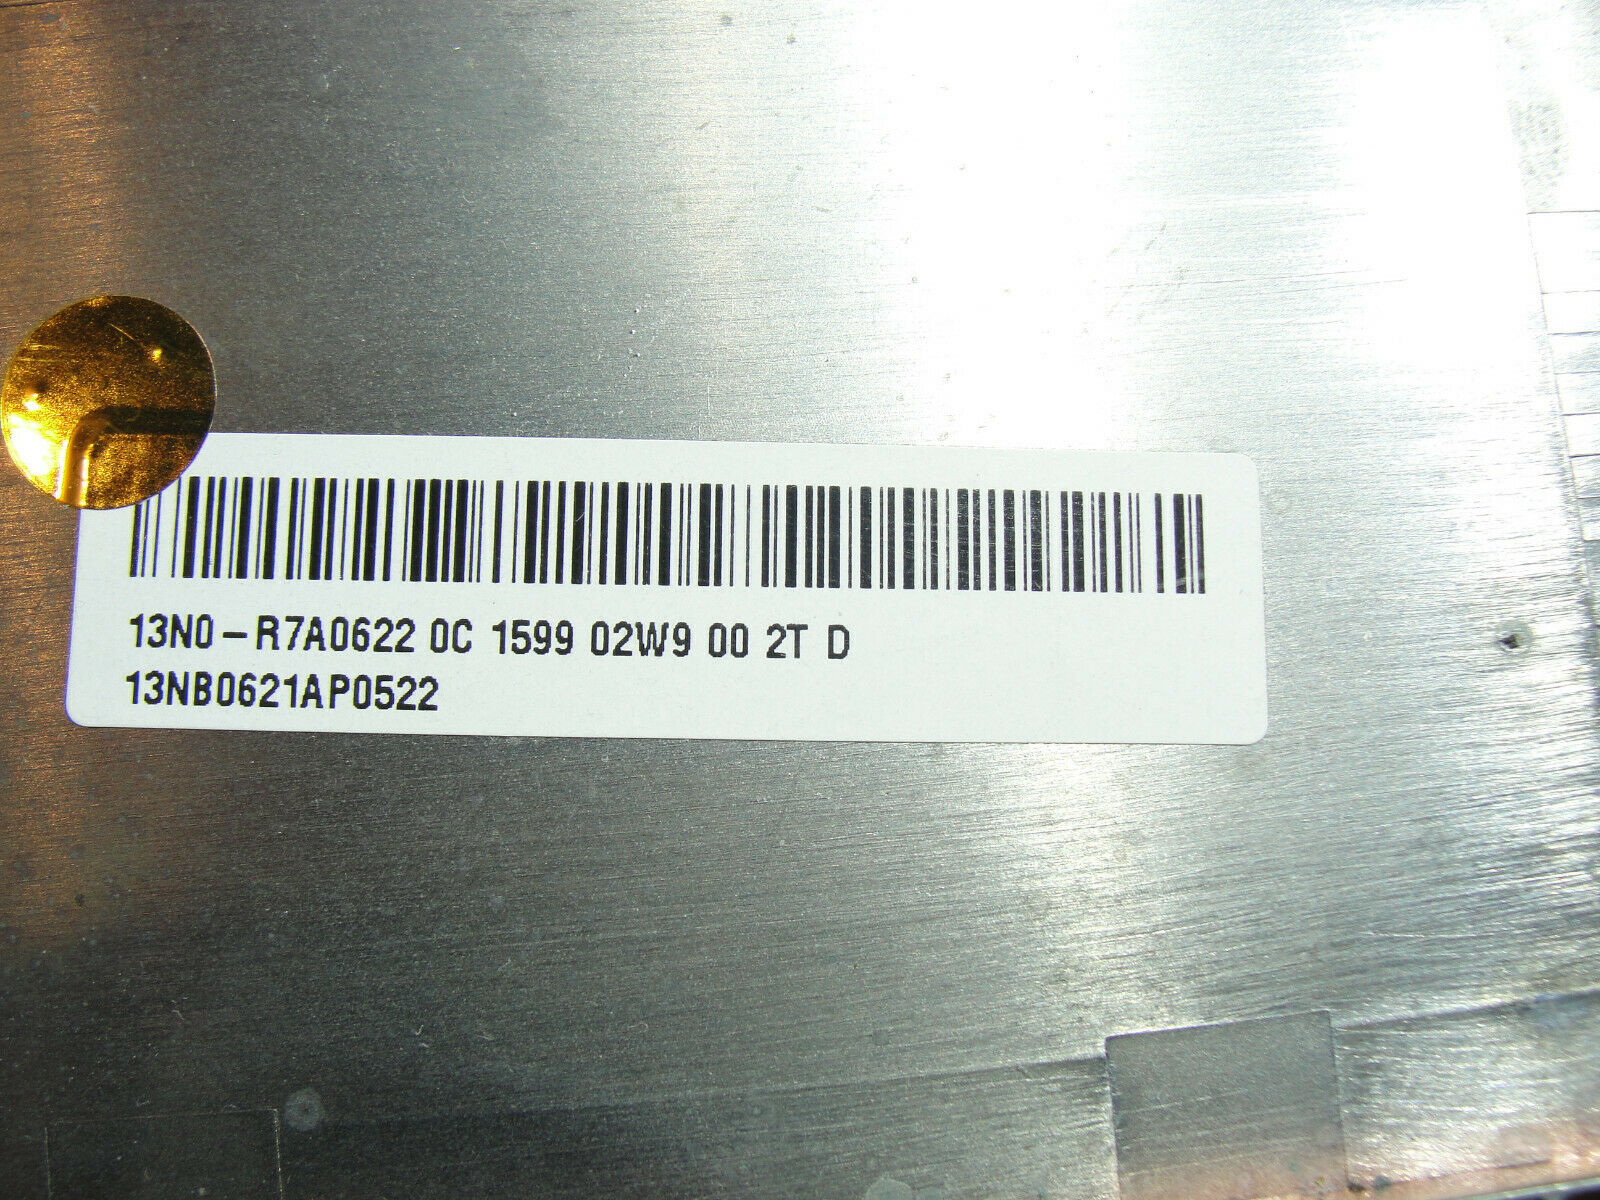 13N0-R7A0622 0C 1599 02W9 00 2T D
13NB0621AP0522